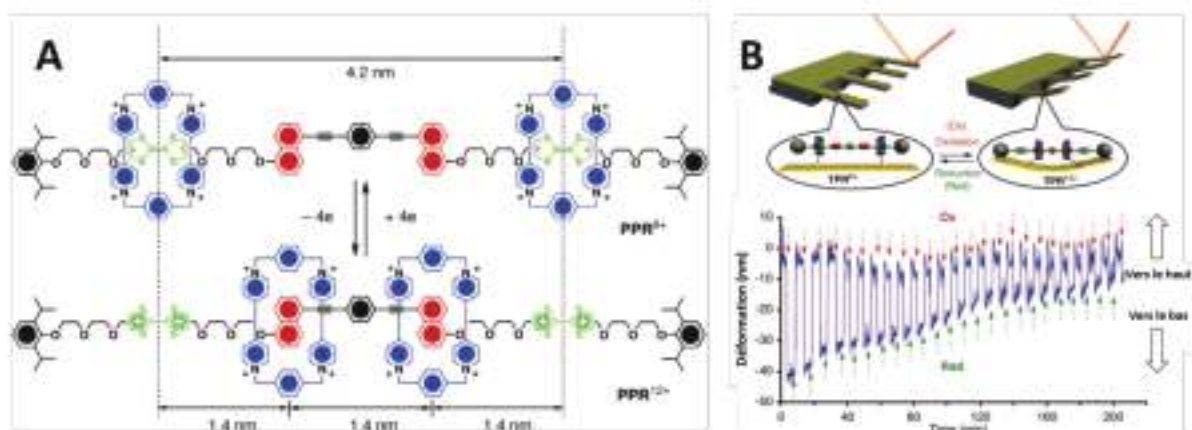 A
4.2 nm
N+ N+
N+ N+
O O O
O O O
− 4e + 4e
PPR8+
PPR12+
1.4 nm 1.4 nm 1.4 nm
B
Ox
Red
Vers le haut
Vers le bas
Déformation (nm)
10
0
-10
-20
-30
-40
-50
0 40 80 120 160 200
Time (min)